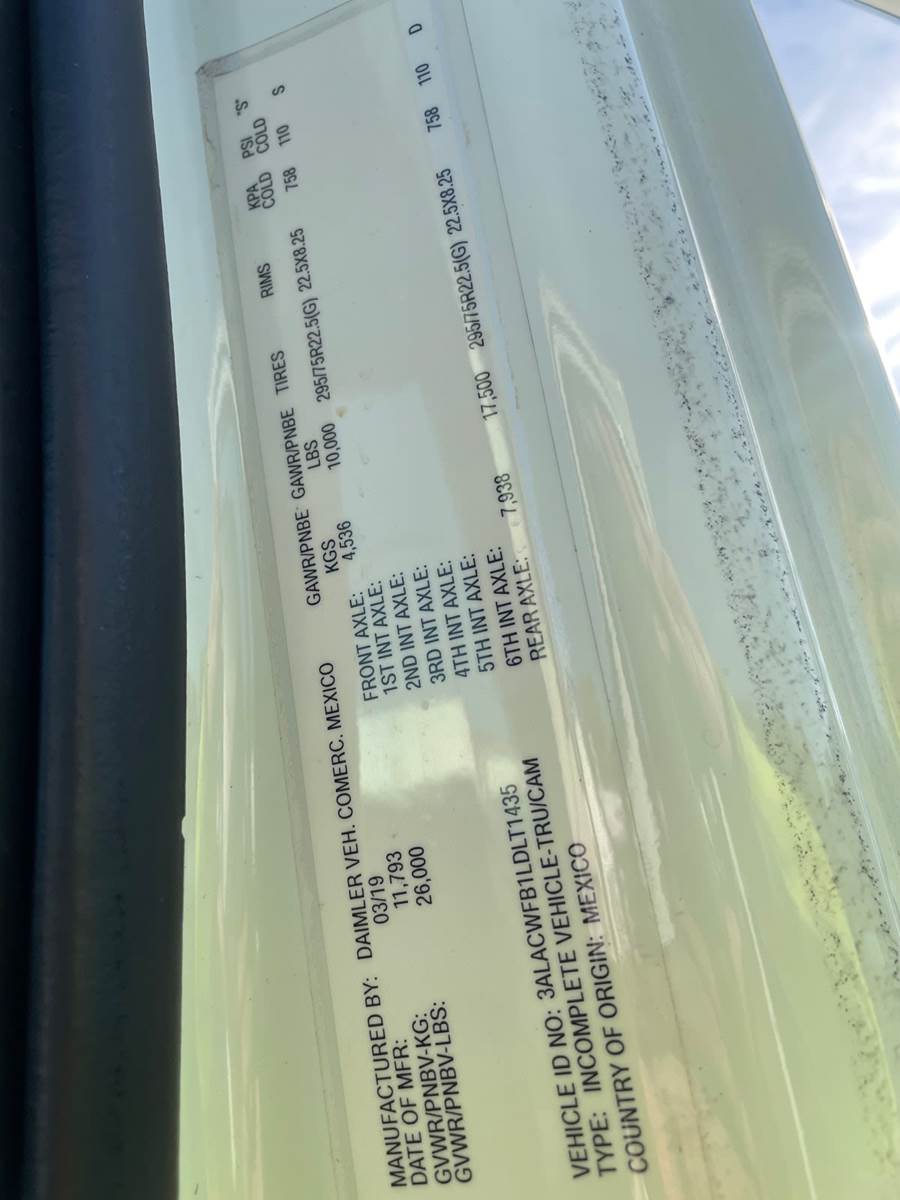 MANUFACTURED BY: DAIMLER VEH. COMERC. MEXICO
DATE OF MFR: 03/19
GVWR/PNBV-KG: 11,793
GVWR/PNBV-LBS: 26,000
GAWR/PNBE GAWR/PNBE TIRES RIMS KPA PSI "S"
KGS LBS COLD COLD
FRONT AXLE: 4,536 10,000 295/75R22.5(G) 22.5X8.25 758 110 S
1ST INT AXLE:
2ND INT AXLE:
3RD INT AXLE:
4TH INT AXLE:
5TH INT AXLE:
6TH INT AXLE:
REAR AXLE: 7,938 17,500 295/75R22.5(G) 22.5X8.25 758 110 D
VEHICLE ID NO: 3ALACWFB1LDLT1435
TYPE: INCOMPLETE VEHICLE-TRU/CAM
COUNTRY OF ORIGIN: MEXICO